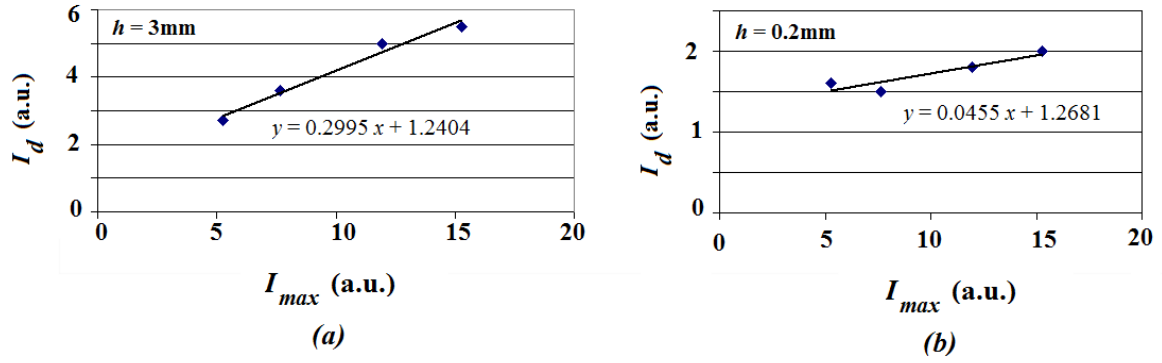 h = 3mm
6
4
2
0
I_d (a.u.)
y = 0.2995 x + 1.2404
0 5 10 15 20
I_max (a.u.)
(a)
h = 0.2mm
2
1
0
I_d (a.u.)
y = 0.0455 x + 1.2681
0 5 10 15 20
I_max (a.u.)
(b)